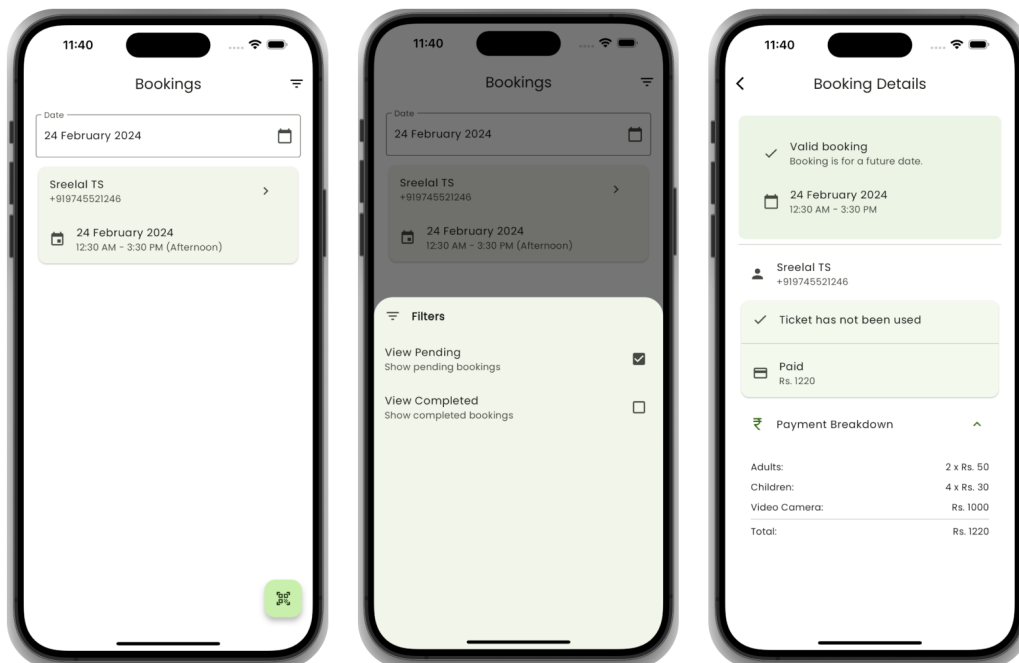 11:40
Bookings
Date
24 February 2024
Sreelal TS
+919745521246
24 February 2024
12:30 AM - 3:30 PM (Afternoon)
11:40
Bookings
Date
24 February 2024
Sreelal TS
+919745521246
24 February 2024
12:30 AM - 3:30 PM (Afternoon)
Filters
View Pending
Show pending bookings
View Completed
Show completed bookings
11:40
Booking Details
Valid booking
Booking is for a future date.
24 February 2024
12:30 AM - 3:30 PM
Sreelal TS
+919745521246
Ticket has not been used
Paid
Rs. 1220
₹ Payment Breakdown
Adults: 2 x Rs. 50
Children: 4 x Rs. 30
Video Camera: Rs. 1000
Total: Rs. 1220